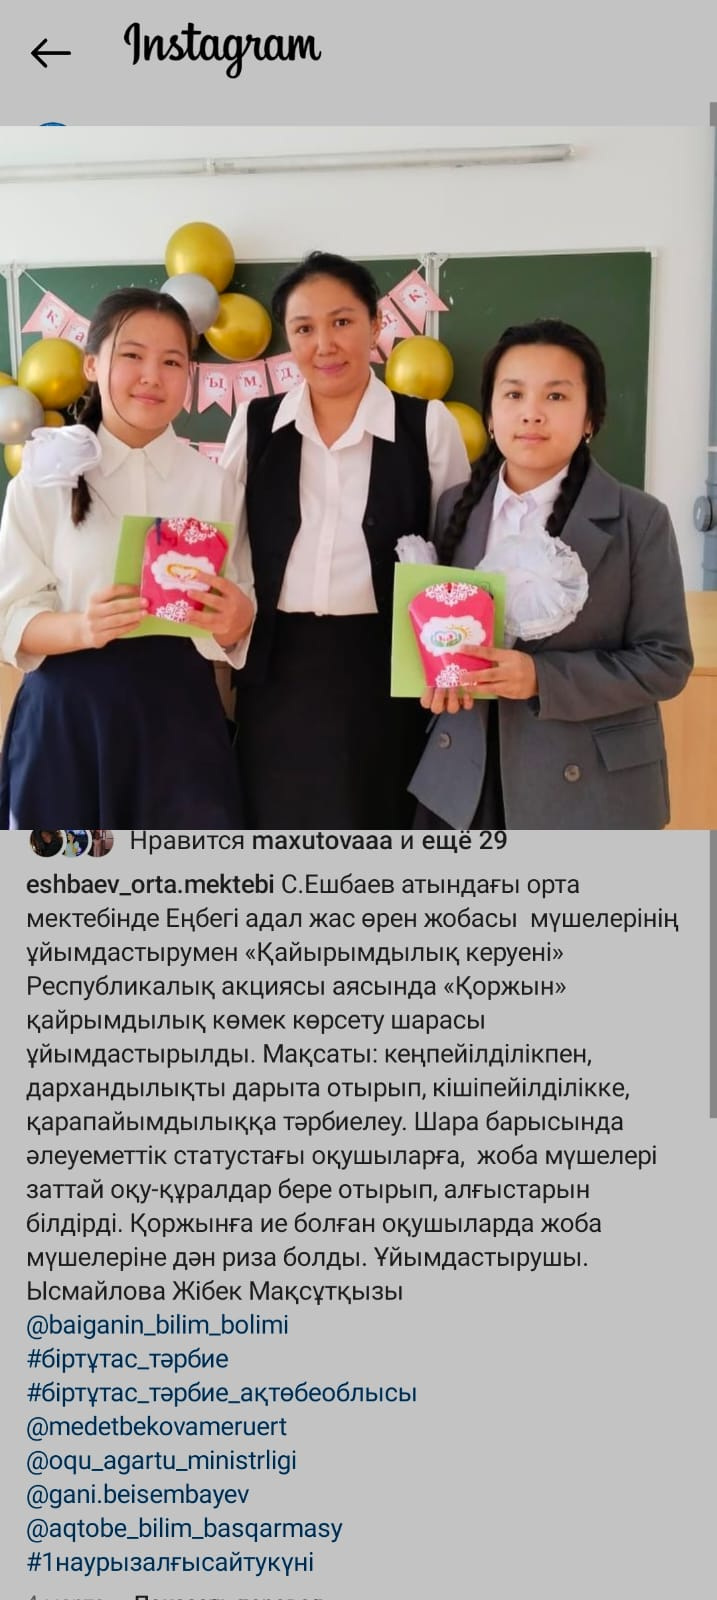 Instagram
Қ а
Ы М Д
Ы Қ
Нравится maxutovaaa и ещё 29
eshbaev_orta.mektebi С.Ешбаев атындағы орта
мектебінде Еңбегі адал жас өрен жобасы мүшелерінің
ұйымдастырумен «Қайырымдылық керуені»
Республикалық акциясы аясында «Қоржын»
қайрымдылық көмек көрсету шарасы
ұйымдастырылды. Мақсаты: кеңпейілділікпен,
дархандылықты дарыта отырып, кішіпейілділікке,
қарапайымдылыққа тәрбиелеу. Шара барысында
әлеуеметтік статустағы оқушыларға, жоба мүшелері
заттай оқу-құралдар бере отырып, алғыстарын
білдірді. Қоржынға ие болған оқушыларда жоба
мүшелеріне дән риза болды. Ұйымдастырушы.
Ысмайлова Жібек Мақсұтқызы
@baiganin_bilim_bolimi
#біртұтас_тәрбие
#біртұтас_тәрбие_ақтөбеоблысы
@medetbekovameruert
@oqu_agartu_ministrligi
@gani.beisembayev
@aqtobe_bilim_basqarmasy
#1наурызалғысайтукүні